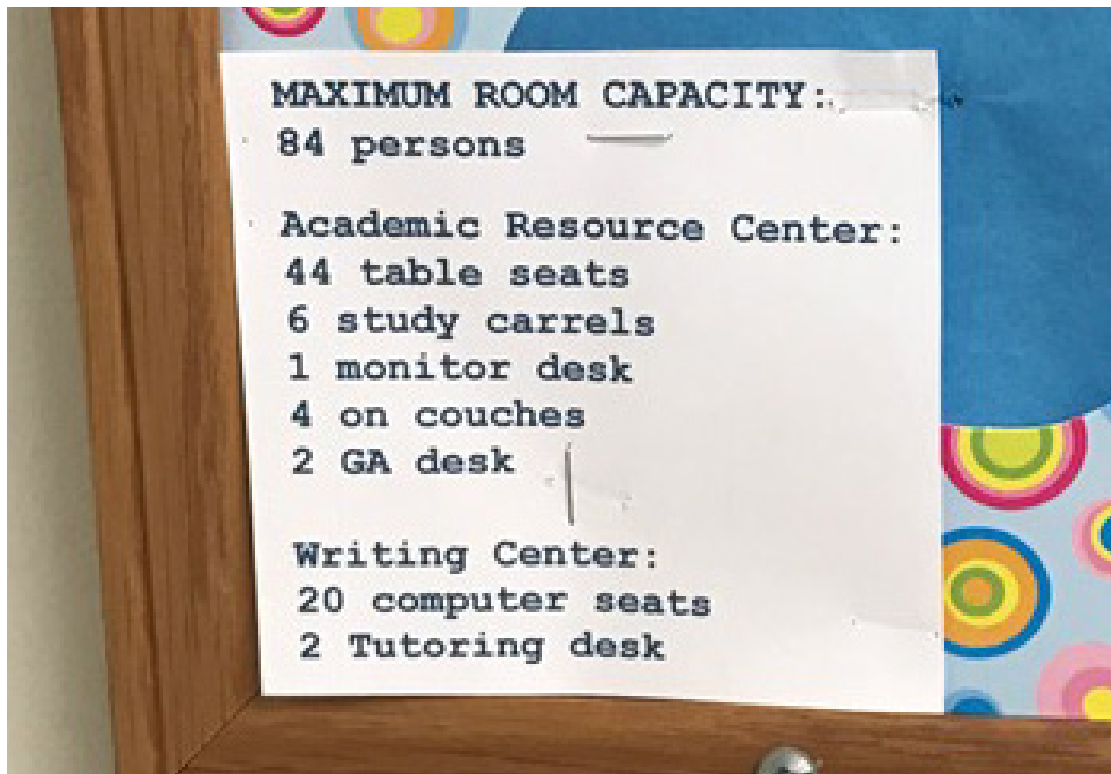 MAXIMUM ROOM CAPACITY:
84 persons
Academic Resource Center:
44 table seats
6 study carrels
1 monitor desk
4 on couches
2 GA desk
Writing Center:
20 computer seats
2 Tutoring desk